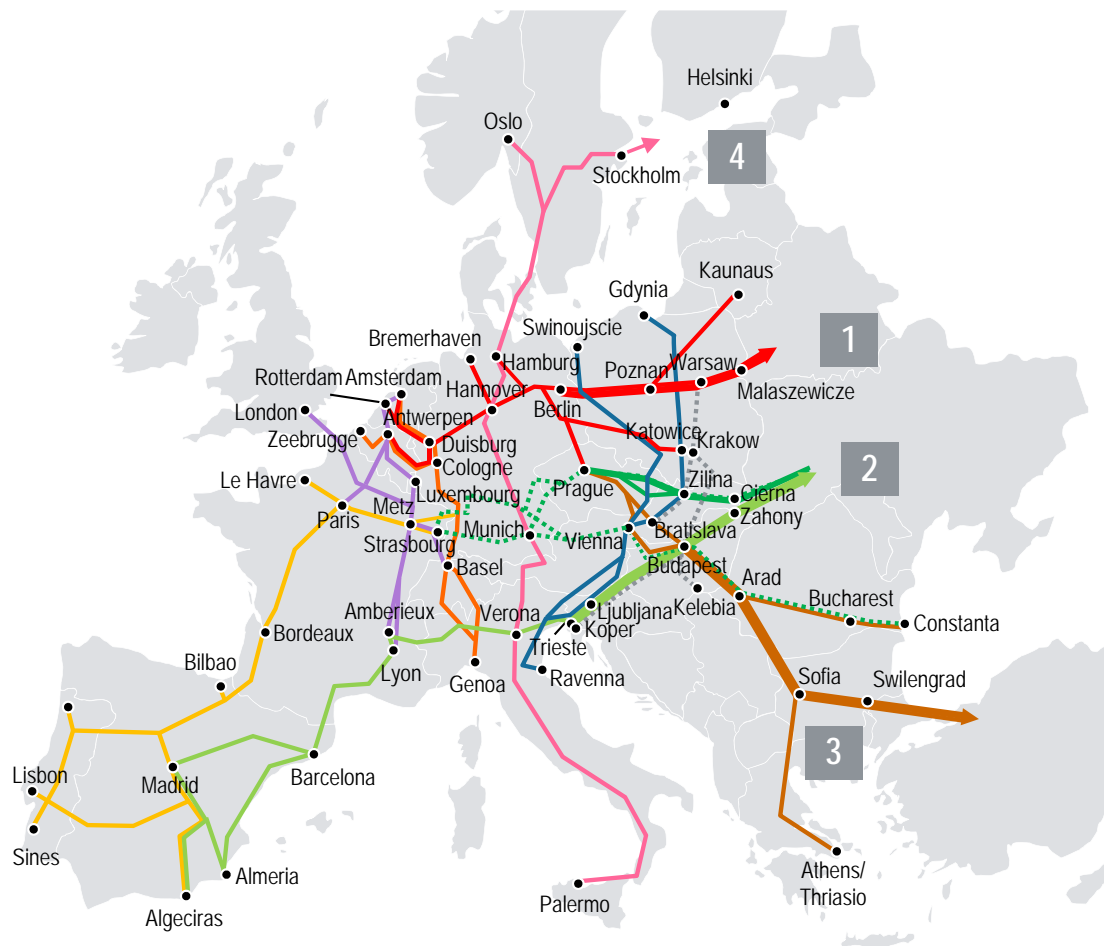 Helsinki
Oslo
4
Stockholm
Kaunaus
Gdynia
Swinoujscie
1
Bremerhaven
Hamburg
Poznan
Warsaw
Rotterdam
Amsterdam
Hannover
Malaszewicze
London
Antwerpen
Berlin
Zeebrugge
Duisburg
Katowice
Krakow
Cologne
2
Le Havre
Luxembourg
Prague
Zilina
Cierna
Metz
Paris
Zahony
Strasbourg
Munich
Vienna
Bratislava
Basel
Budapest
Arad
Amberieux
Verona
Ljubljana
Kelebia
Bucharest
Constanta
Bordeaux
Koper
Trieste
Bilbao
Lyon
Genoa
Ravenna
Sofia
Swilengrad
3
Lisbon
Madrid
Barcelona
Sines
Almeria
Athens/
Thriasio
Algeciras
Palermo